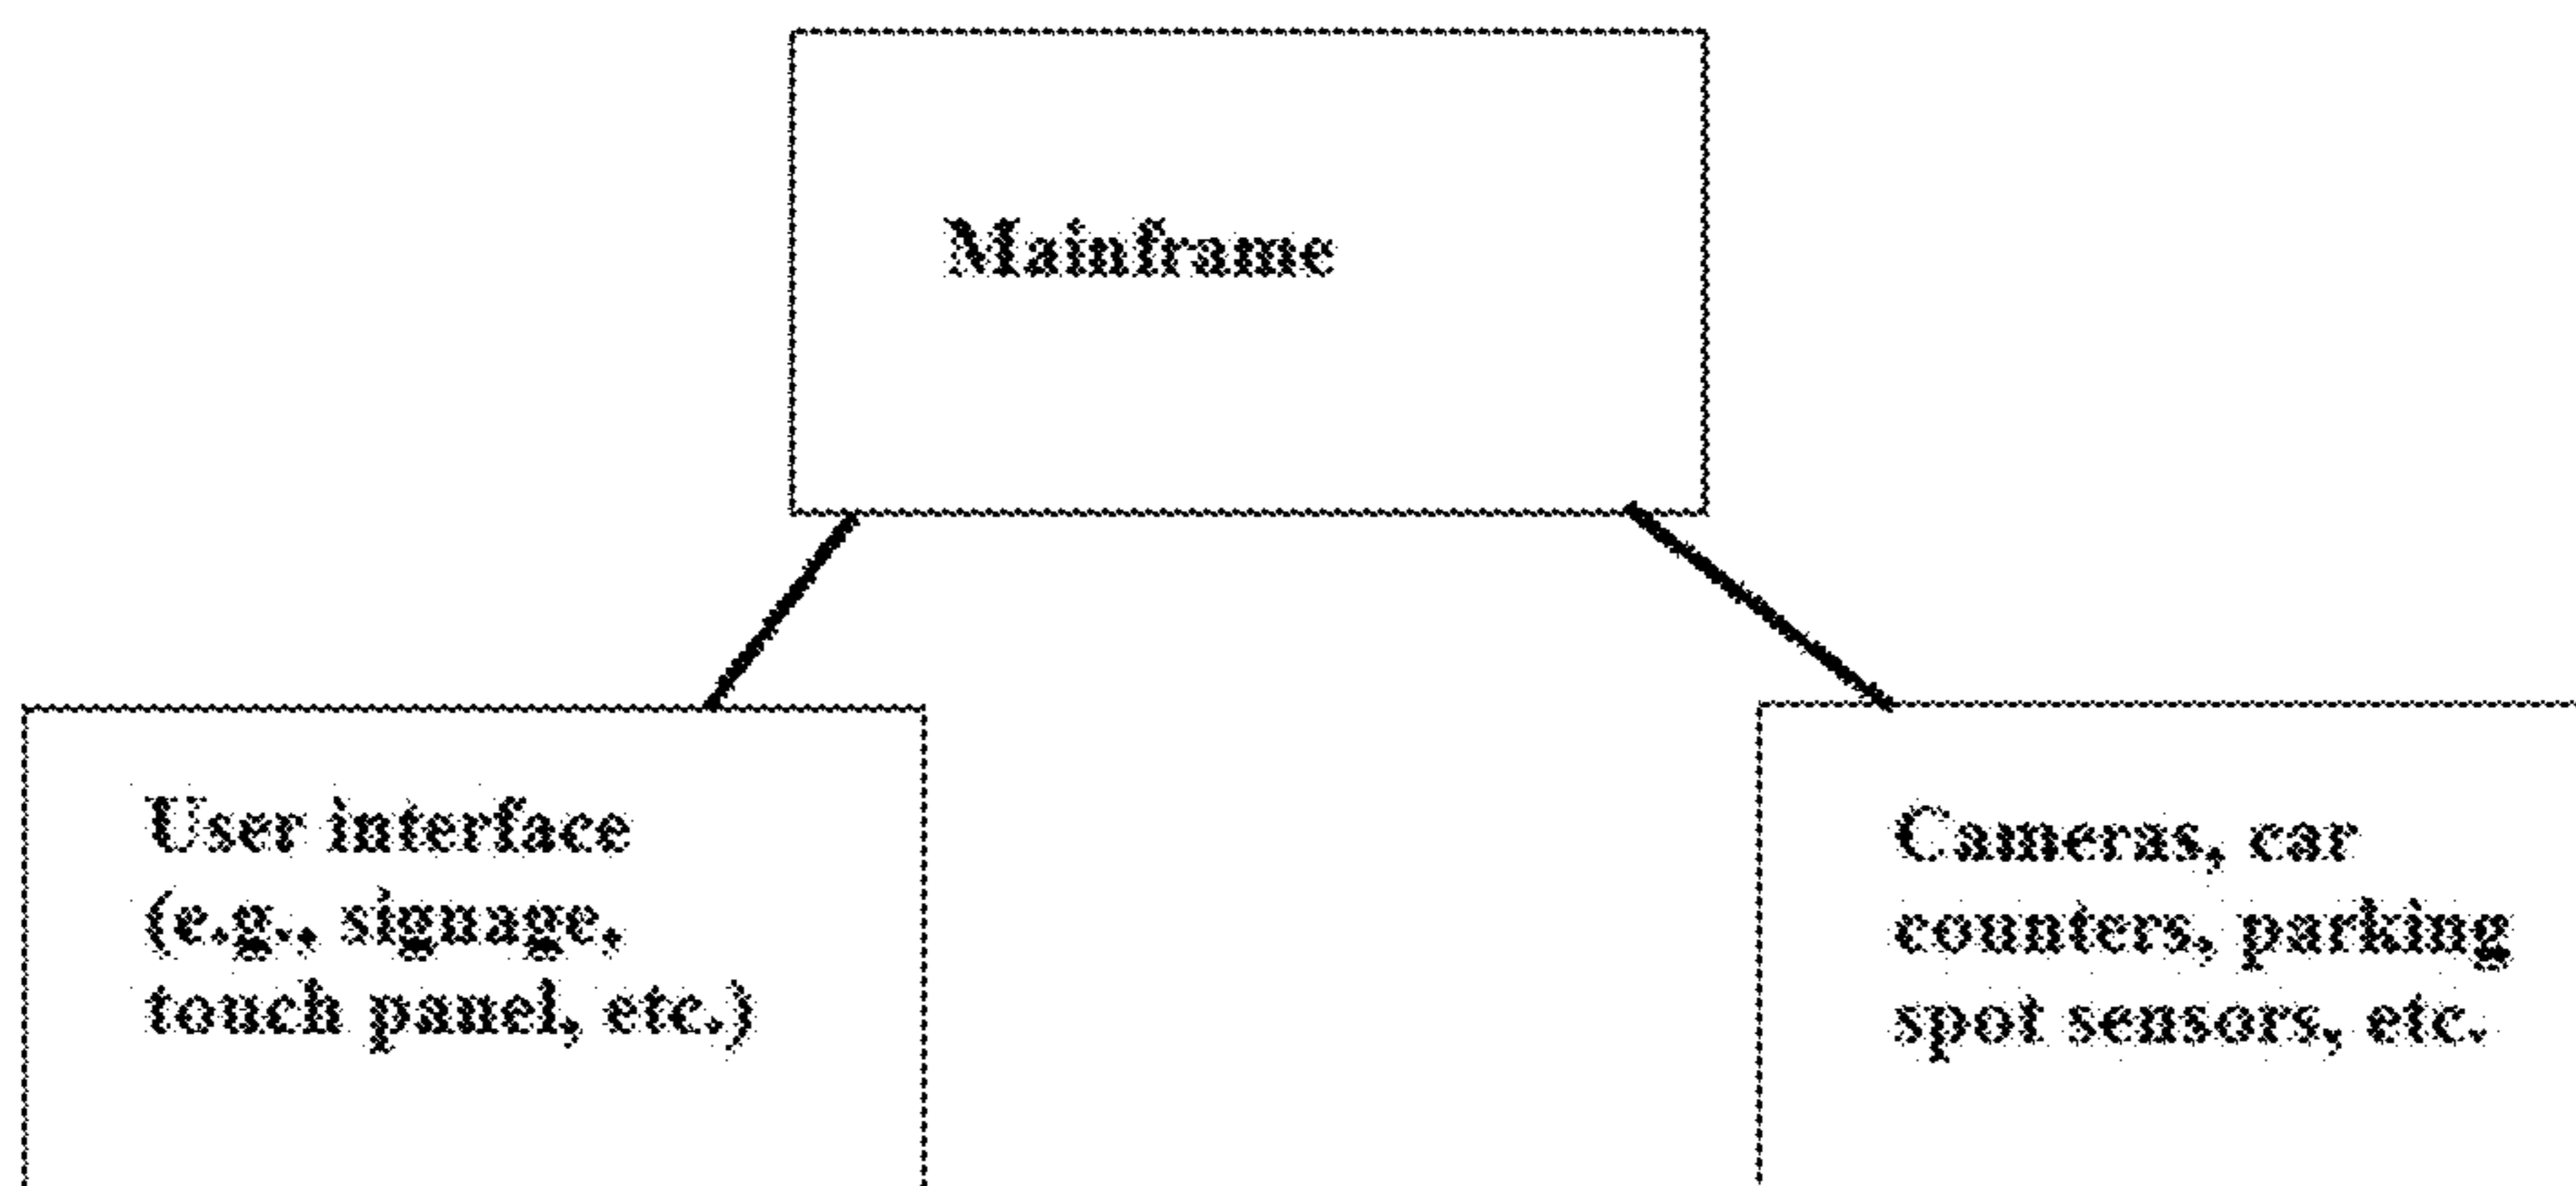 Mainframe
User interface
(e.g., signage,
touch panel, etc.)
Cameras, car
counters, parking
spot sensors, etc.